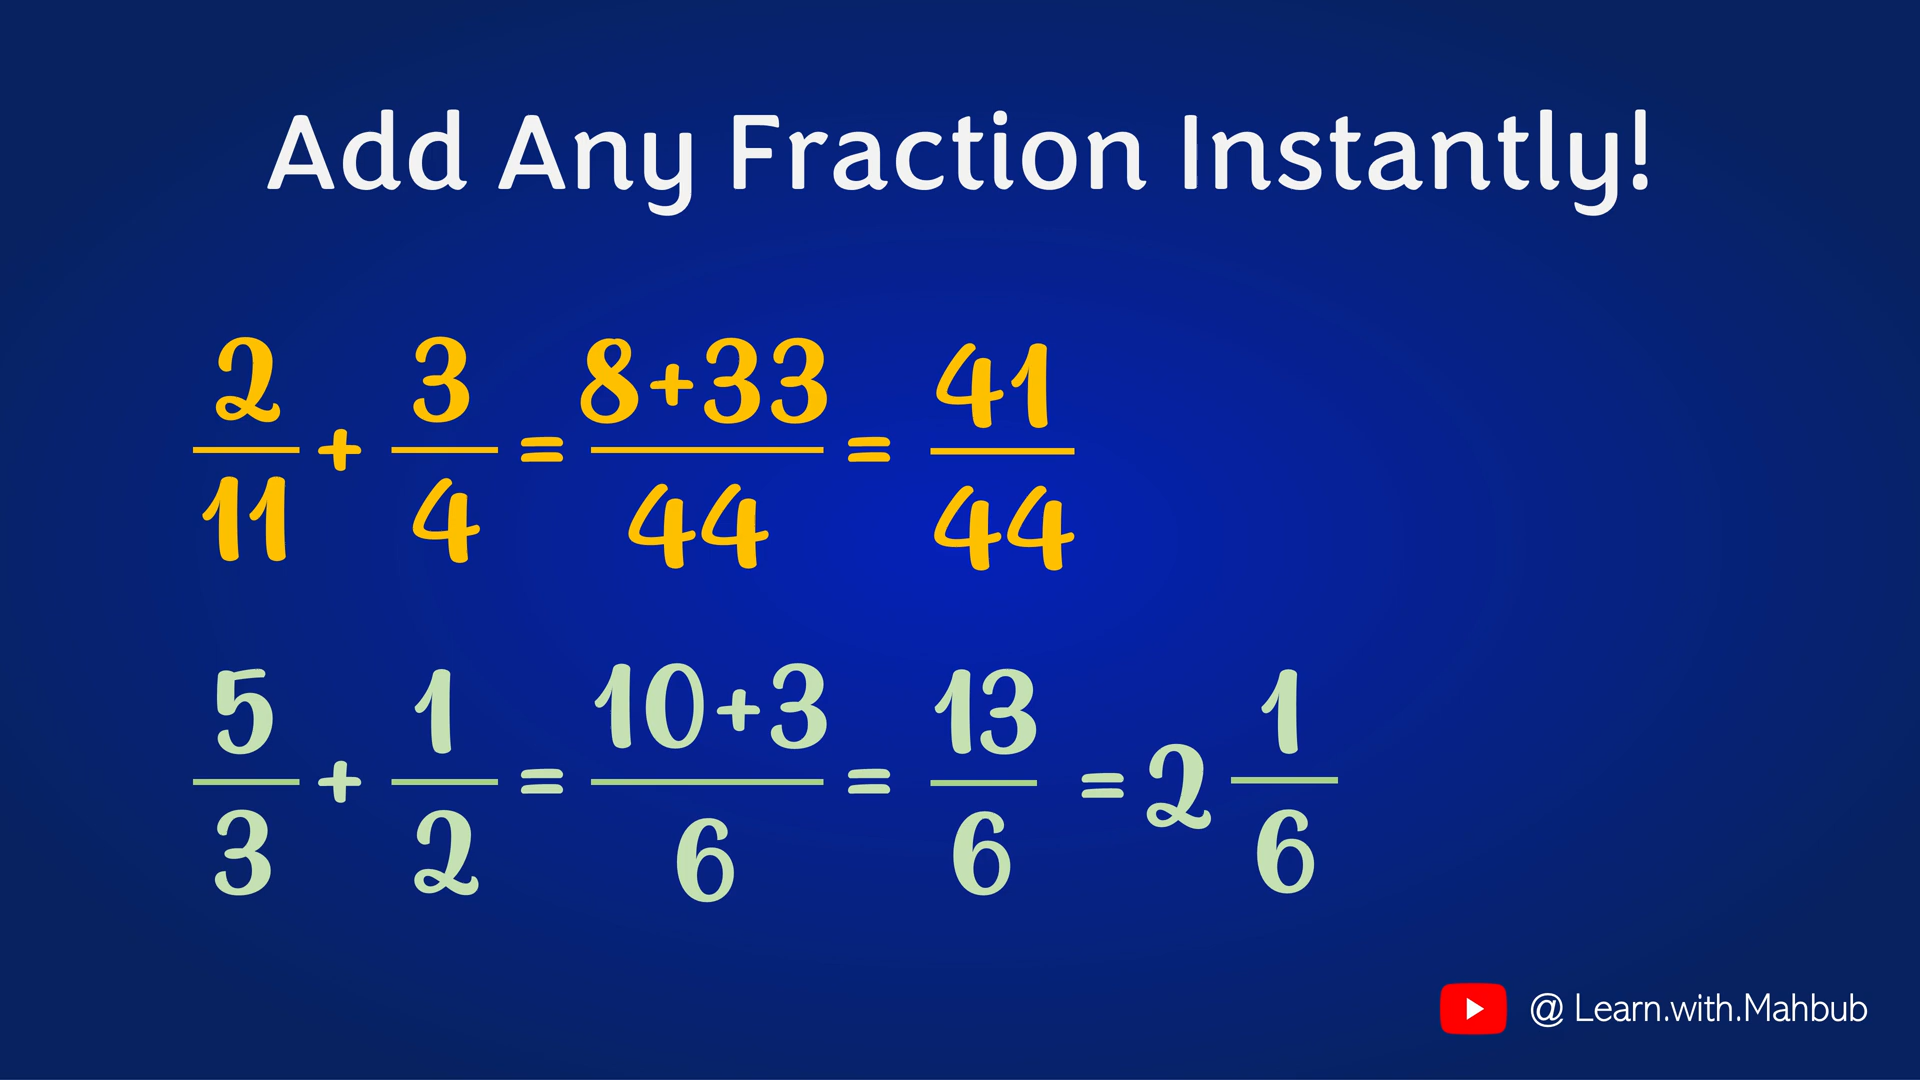 Add Any Fraction Instantly!
2/11 + 3/4 = 8+33/44 = 41/44
5/3 + 1/2 = 10+3/6 = 13/6 = 2 1/6
@ Learn.with.Mahbub